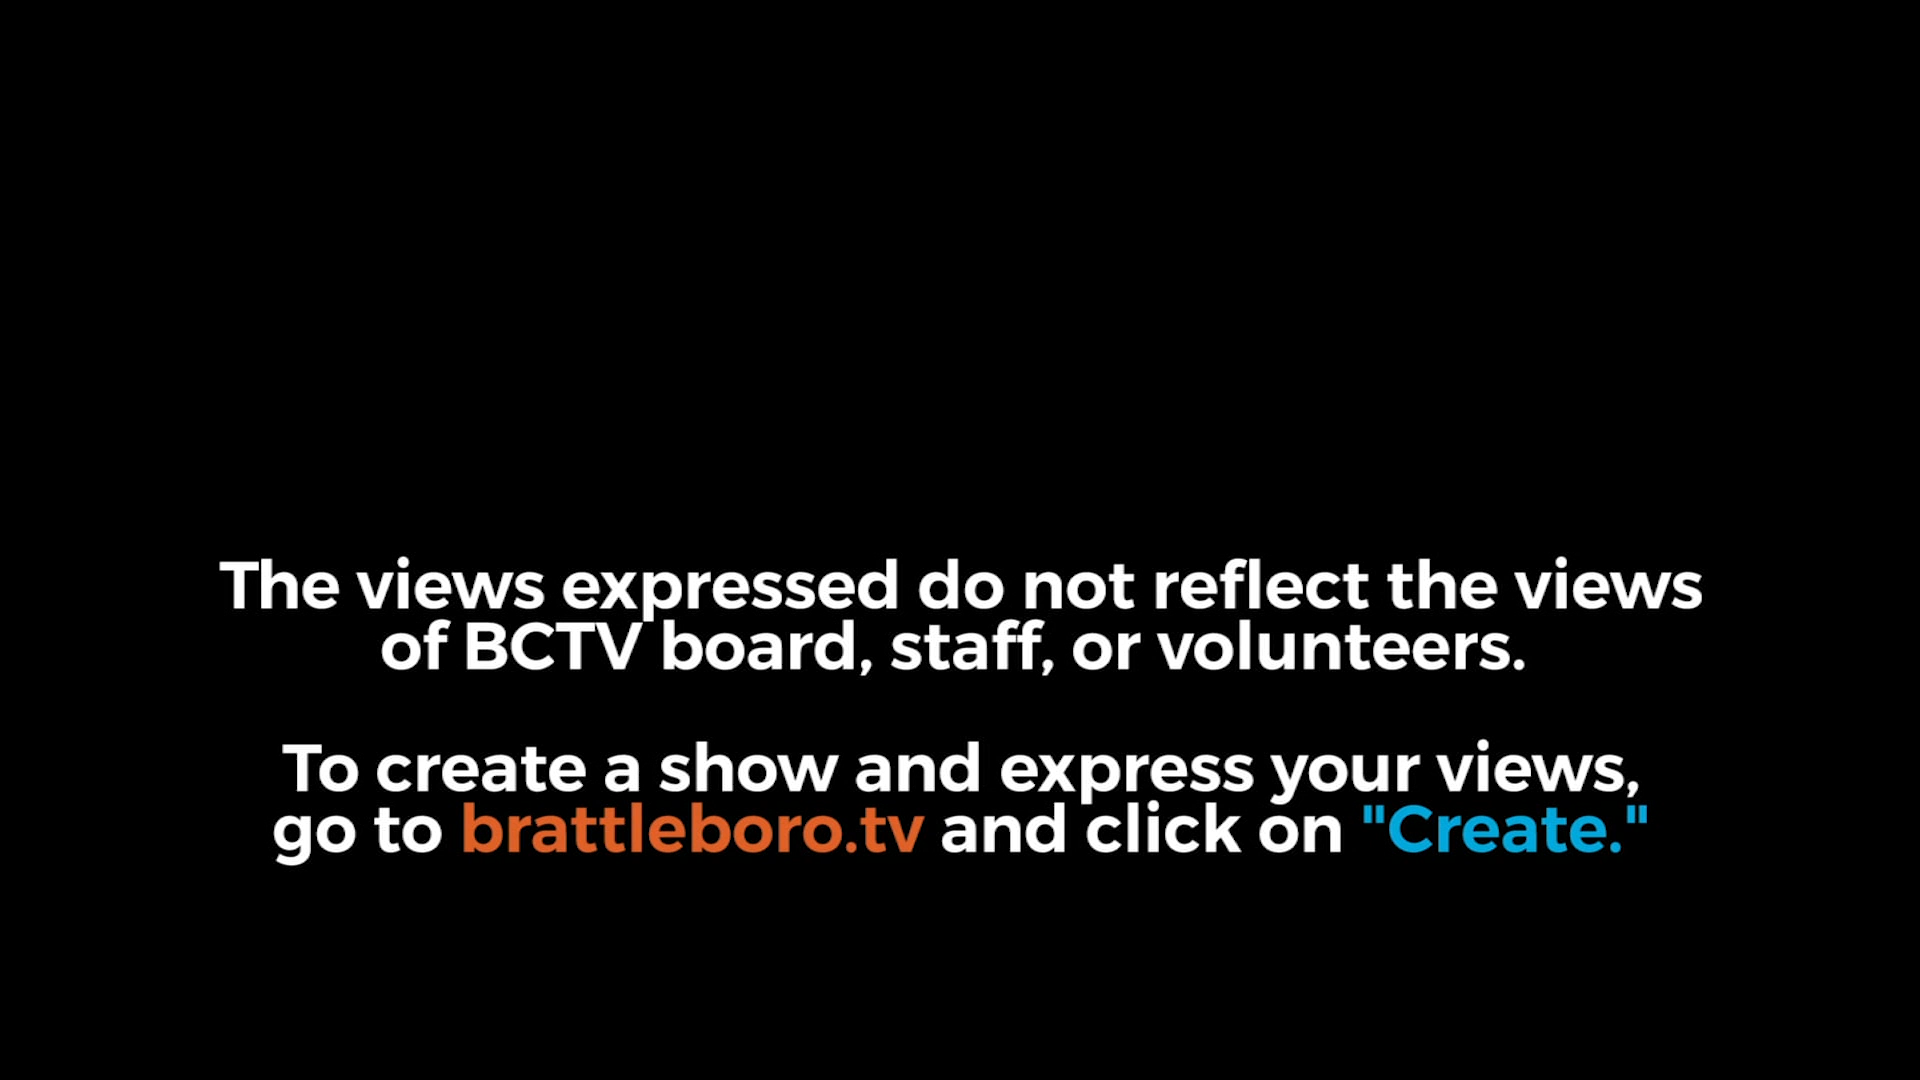 The views expressed do not reflect the views
of BCTV board, staff, or volunteers.
To create a show and express your views,
go to brattleboro.tv and click on "Create."